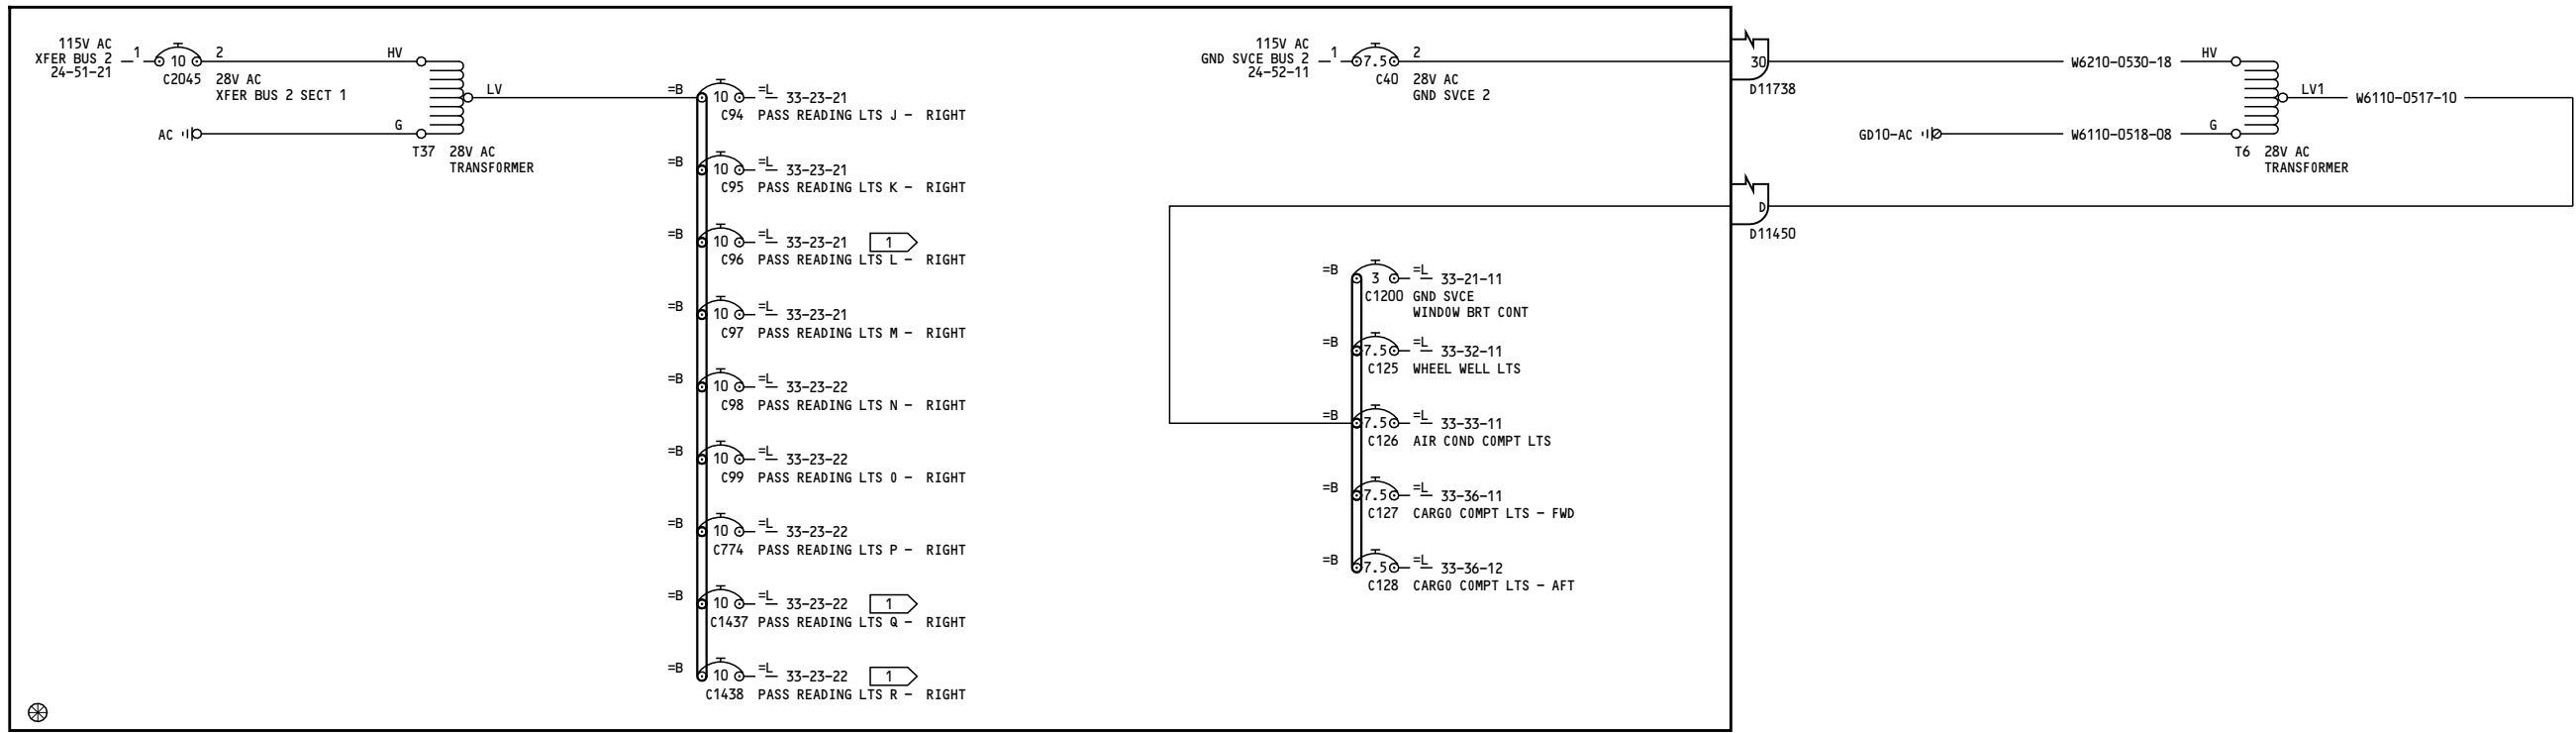 115V AC
XFER BUS 2
24-51-21
1
10
2
C2045
28V AC
XFER BUS 2 SECT 1
HV
LV
AC
G
T37
28V AC
TRANSFORMER
=B
10
=L
33-23-21
C94
PASS READING LTS J - RIGHT
=B
10
=L
33-23-21
C95
PASS READING LTS K - RIGHT
=B
10
=L
33-23-21
1
C96
PASS READING LTS L - RIGHT
=B
10
=L
33-23-21
C97
PASS READING LTS M - RIGHT
=B
10
=L
33-23-22
C98
PASS READING LTS N - RIGHT
=B
10
=L
33-23-22
C99
PASS READING LTS O - RIGHT
=B
10
=L
33-23-22
C774
PASS READING LTS P - RIGHT
=B
10
=L
33-23-22
1
C1437
PASS READING LTS Q - RIGHT
=B
10
=L
33-23-22
1
C1438
PASS READING LTS R - RIGHT
115V AC
GND SVCE BUS 2
24-52-11
1
7.5
2
C40
28V AC
GND SVCE 2
30
D11738
W6210-0530-18
HV
LV1
W6110-0517-10
GD10-AC
W6110-0518-08
G
T6
28V AC
TRANSFORMER
D
D11450
=B
3
=L
33-21-11
C1200
GND SVCE
WINDOW BRT CONT
=B
7.5
=L
33-32-11
C125
WHEEL WELL LTS
=B
7.5
=L
33-33-11
C126
AIR COND COMPT LTS
=B
7.5
=L
33-36-11
C127
CARGO COMPT LTS - FWD
=B
7.5
=L
33-36-12
C128
CARGO COMPT LTS - AFT